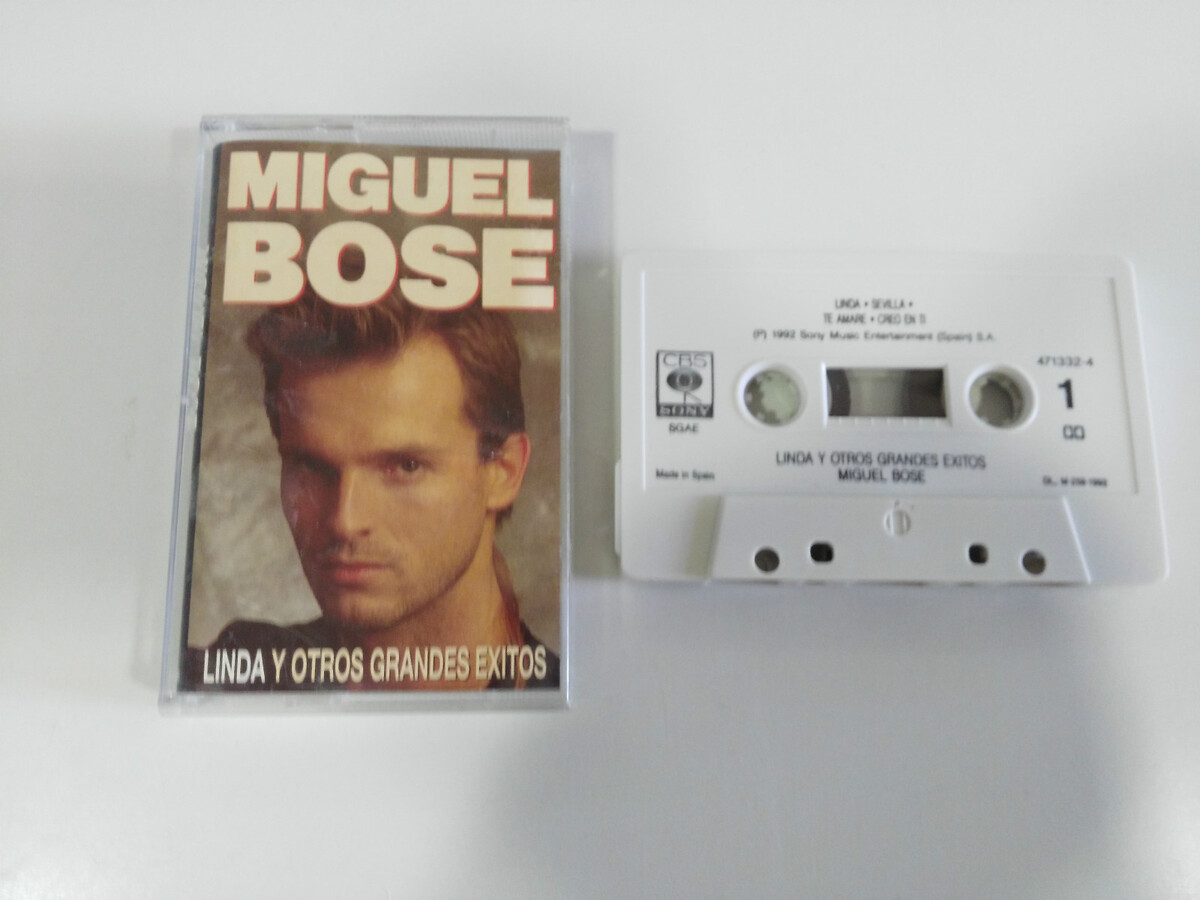 MIGUEL
BOSE
LINDA Y OTROS GRANDES EXITOS
LINDA • SEVILLA •
TE AMARE • CREO EN TI
(P) 1992 Sony Music Entertainment (Spain) S.A.
CBS
SONY
SGAE
471332-4
1
Made in Spain
LINDA Y OTROS GRANDES EXITOS
MIGUEL BOSE